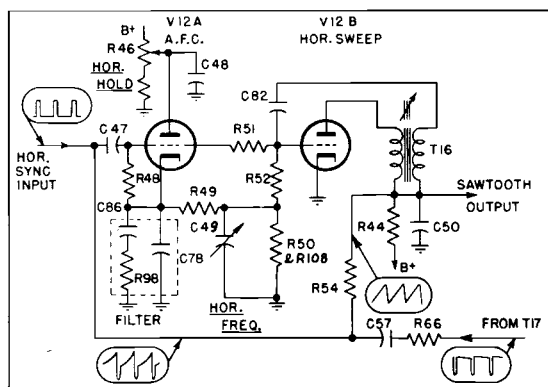 V12A
A.F.C.
V12 B
HOR. SWEEP
B+
R46
HOR.
HOLD
C48
C82
C47
HOR.
SYNC
INPUT
R51
T16
R48
R49
R52
C86
C49
SAWTOOTH
OUTPUT
R44
C50
C78
R50
& R108
B+
R98
R54
FILTER
HOR.
FREQ.
C57
R66
FROM T17